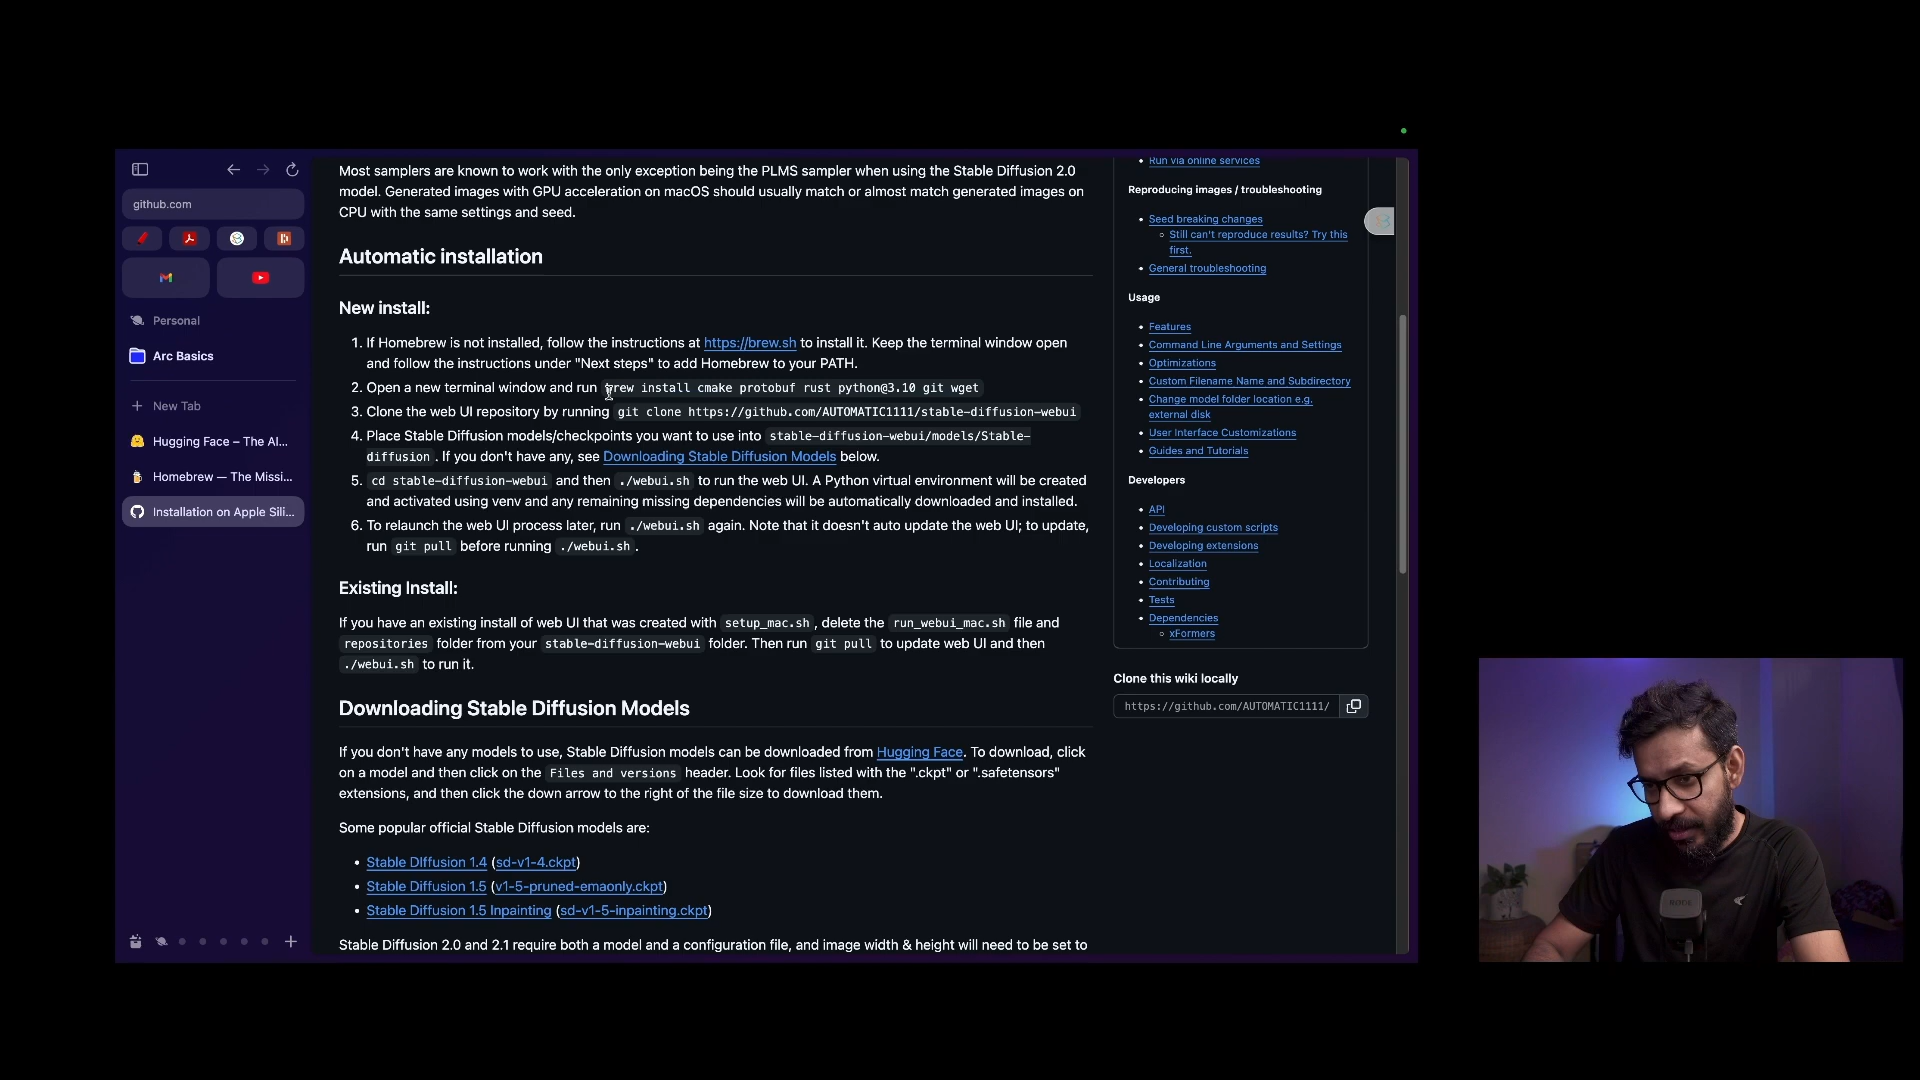 github.com
Personal
Arc Basics
New Tab
Hugging Face – The AI...
Homebrew — The Missi...
Installation on Apple Sili...
Most samplers are known to work with the only exception being the PLMS sampler when using the Stable Diffusion 2.0
model. Generated images with GPU acceleration on macOS should usually match or almost match generated images on
CPU with the same settings and seed.
Automatic installation
New install:
1. If Homebrew is not installed, follow the instructions at https://brew.sh to install it. Keep the terminal window open
and follow the instructions under "Next steps" to add Homebrew to your PATH.
2. Open a new terminal window and run brew install cmake protobuf rust python@3.10 git wget
3. Clone the web UI repository by running git clone https://github.com/AUTOMATIC1111/stable-diffusion-webui
4. Place Stable Diffusion models/checkpoints you want to use into stable-diffusion-webui/models/Stable-
diffusion . If you don't have any, see Downloading Stable Diffusion Models below.
5. cd stable-diffusion-webui and then ./webui.sh to run the web UI. A Python virtual environment will be created
and activated using venv and any remaining missing dependencies will be automatically downloaded and installed.
6. To relaunch the web UI process later, run ./webui.sh again. Note that it doesn't auto update the web UI; to update,
run git pull before running ./webui.sh .
Existing Install:
If you have an existing install of web UI that was created with setup_mac.sh , delete the run_webui_mac.sh file and
repositories folder from your stable-diffusion-webui folder. Then run git pull to update web UI and then
./webui.sh to run it.
Downloading Stable Diffusion Models
If you don't have any models to use, Stable Diffusion models can be downloaded from Hugging Face. To download, click
on a model and then click on the Files and versions header. Look for files listed with the ".ckpt" or ".safetensors"
extensions, and then click the down arrow to the right of the file size to download them.
Some popular official Stable Diffusion models are:
• Stable DIffusion 1.4 (sd-v1-4.ckpt)
• Stable Diffusion 1.5 (v1-5-pruned-emaonly.ckpt)
• Stable Diffusion 1.5 Inpainting (sd-v1-5-inpainting.ckpt)
Stable Diffusion 2.0 and 2.1 require both a model and a configuration file, and image width & height will need to be set to
Run via online services
Reproducing images / troubleshooting
• Seed breaking changes
Still can't reproduce results? Try this
first.
• General troubleshooting
Usage
• Features
• Command Line Arguments and Settings
• Optimizations
• Custom Filename Name and Subdirectory
• Change model folder location e.g.
external disk
• User Interface Customizations
• Guides and Tutorials
Developers
• API
• Developing custom scripts
• Developing extensions
• Localization
• Contributing
• Tests
• Dependencies
xFormers
Clone this wiki locally
https://github.com/AUTOMATIC1111/
RODE